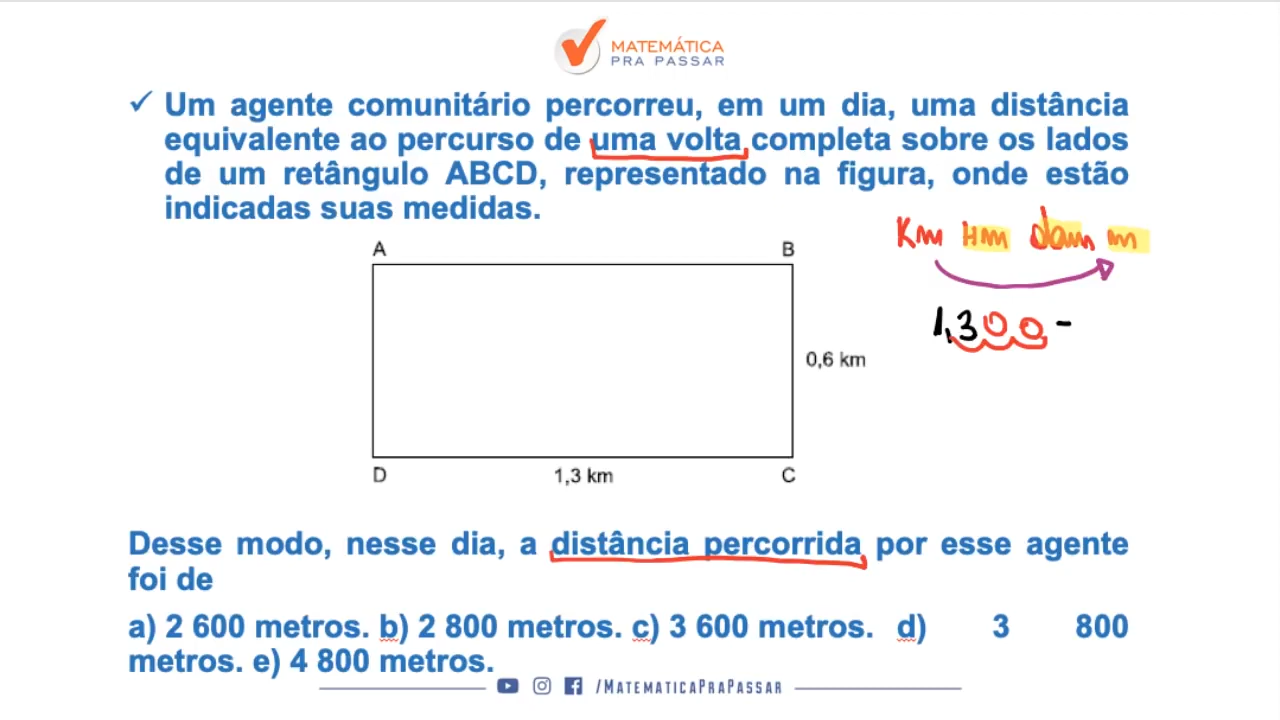 MATEMÁTICA
PRA PASSAR
✓ Um agente comunitário percorreu, em um dia, uma distância
equivalente ao percurso de uma volta completa sobre os lados
de um retângulo ABCD, representado na figura, onde estão
indicadas suas medidas.
Km Hm dam m
A B
1,300 -
0,6 km
D 1,3 km C
Desse modo, nesse dia, a distância percorrida por esse agente
foi de
a) 2 600 metros. b) 2 800 metros. c) 3 600 metros. d) 3 800
metros. e) 4 800 metros.
/MATEMATICAPRAPASSAR